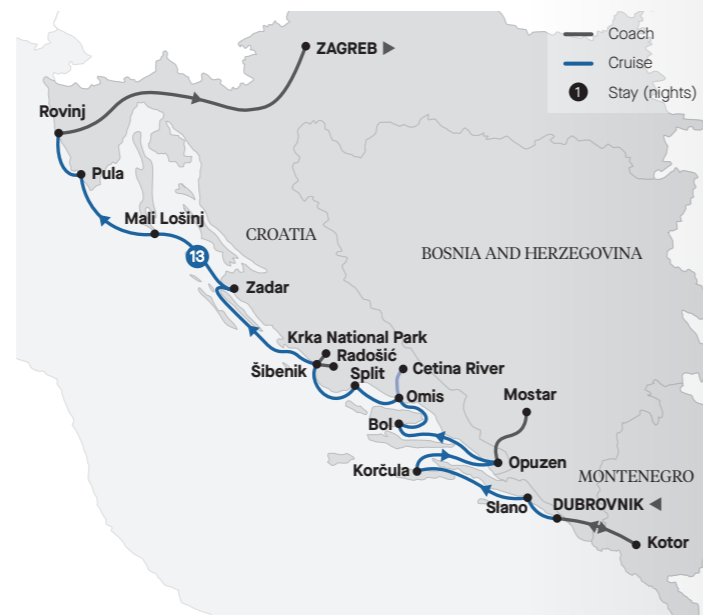 ZAGREB
Coach
Cruise
1 Stay (nights)
Rovinj
Pula
Mali Lošinj
CROATIA
BOSNIA AND HERZEGOVINA
13
Zadar
Krka National Park
Radošić
Šibenik
Split
Cetina River
Omis
Mostar
Bol
Korčula
Opuzen
MONTENEGRO
Slano
DUBROVNIK
Kotor